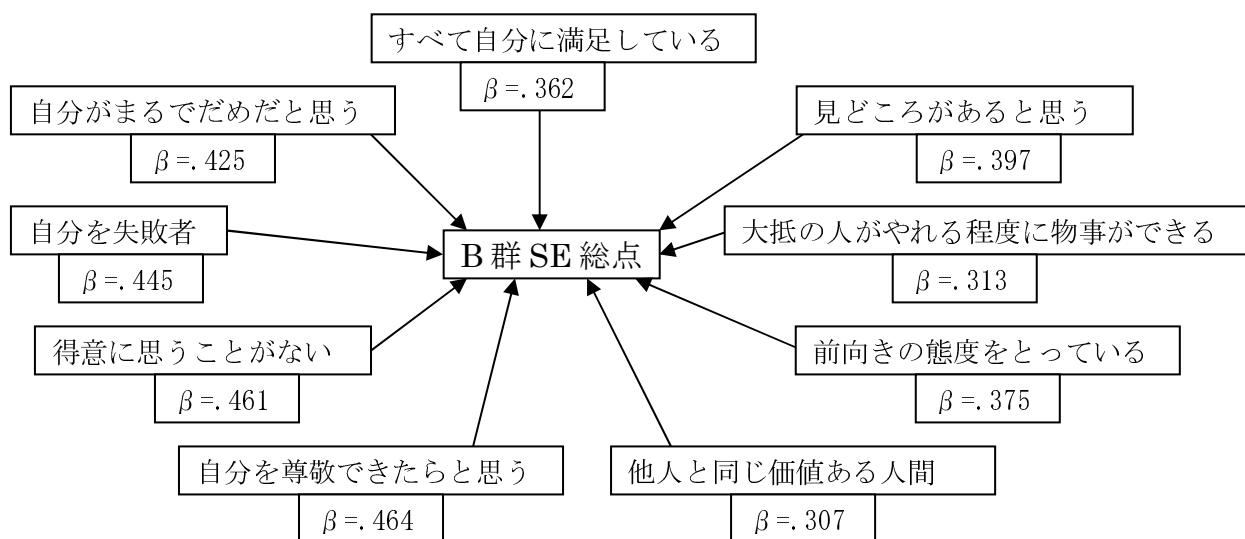 すべて自分に満足している
β=.362
自分がまるでだめだと思う
β=.425
見どころがあると思う
β=.397
自分を失敗者
β=.445
B群SE総点
大抵の人がやれる程度に物事ができる
β=.313
得意に思うことがない
β=.461
前向きの態度をとっている
β=.375
自分を尊敬できたらと思う
β=.464
他人と同じ価値ある人間
β=.307